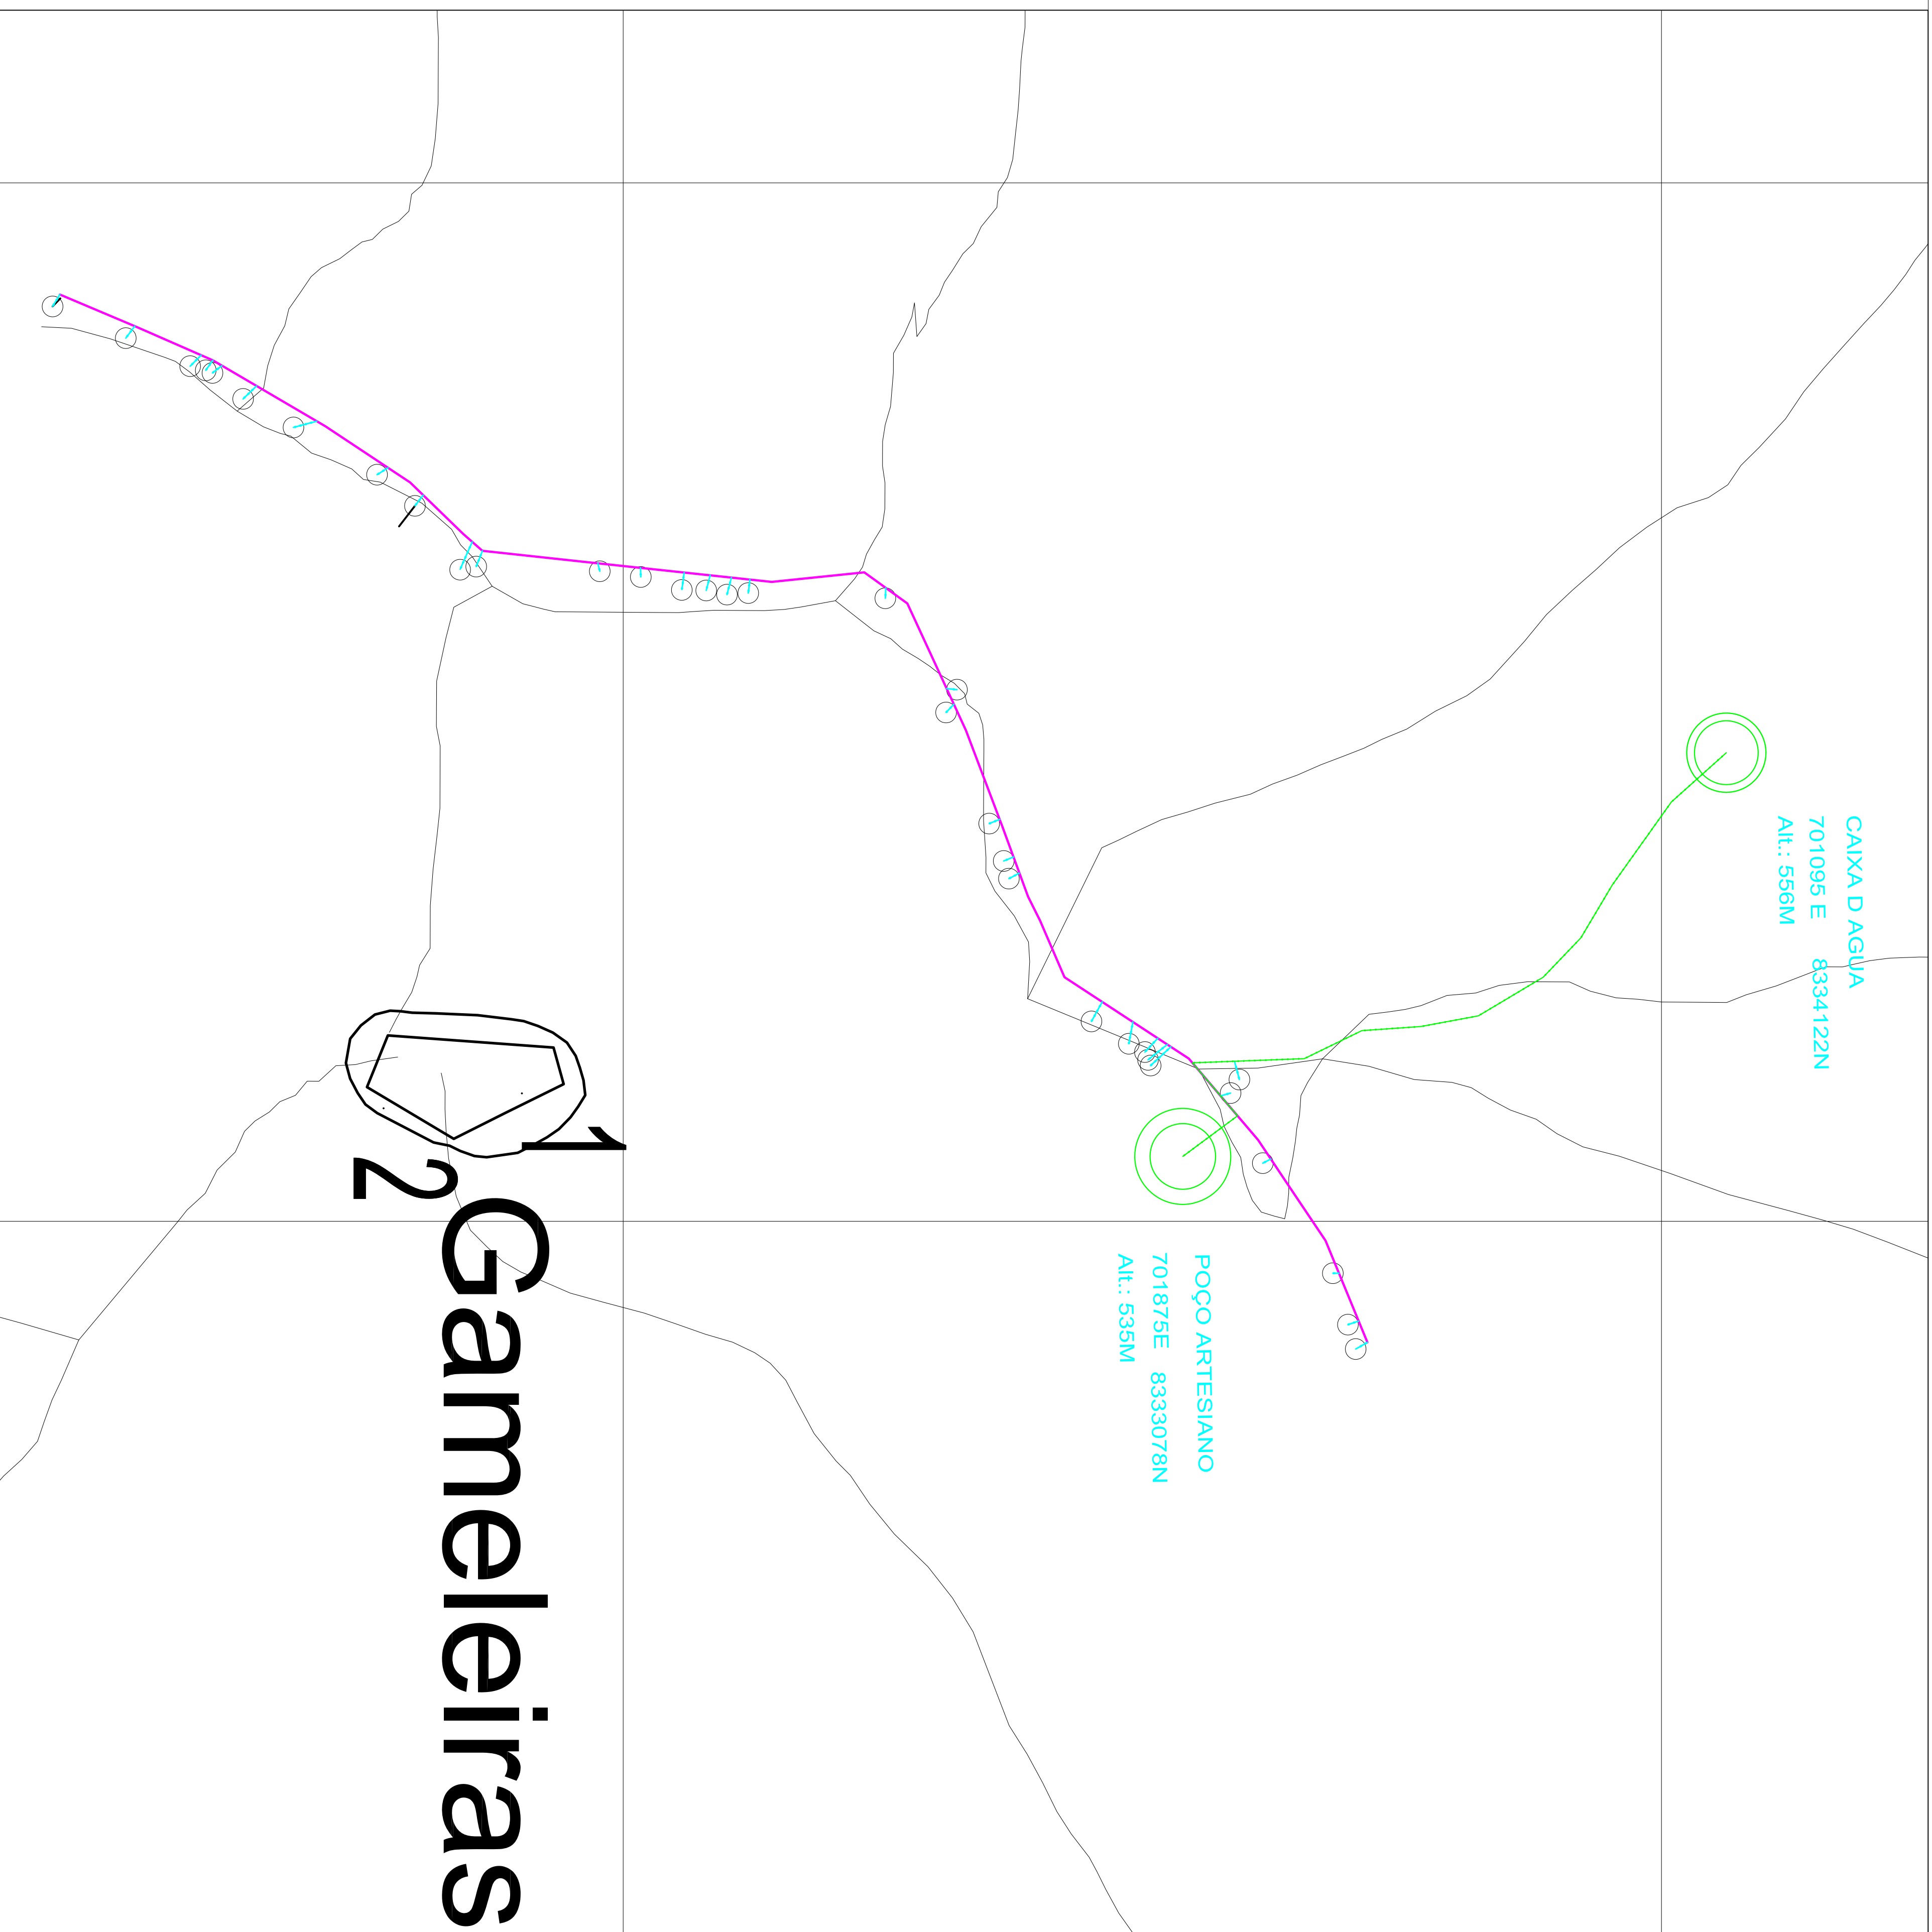 CAIXA D AGUA
701095 E 8334122N
Alt.: 556M
POÇO ARTESIANO
701875E 8333078N
Alt.: 535M
1
2
Gameleiras